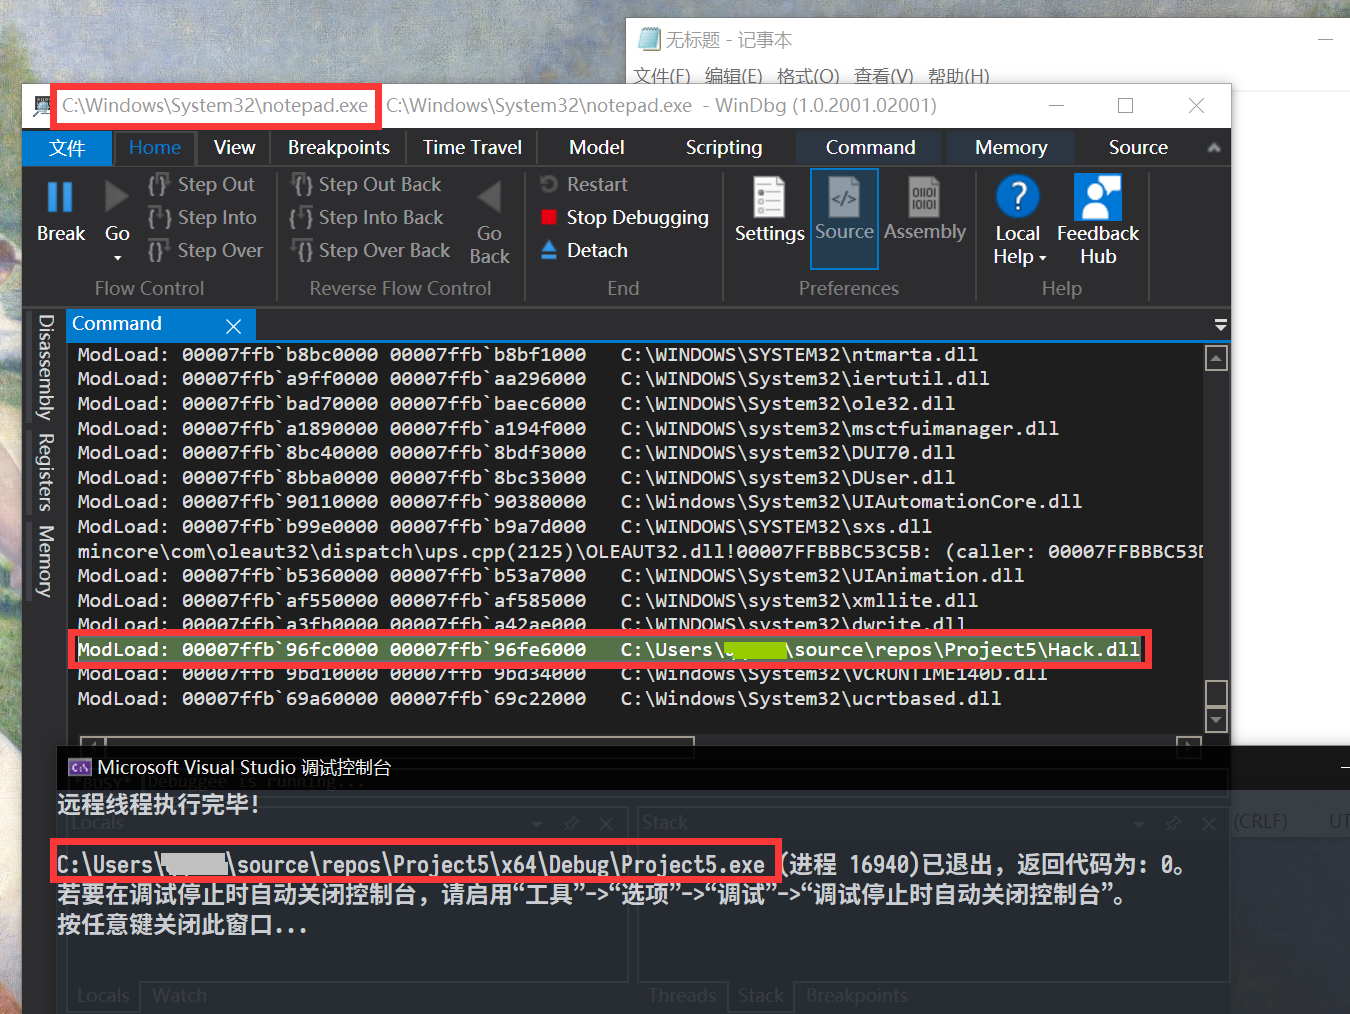 无标题 - 记事本
文件(F) 编辑(E) 格式(O) 查看(V) 帮助(H)
C:\Windows\System32\notepad.exe C:\Windows\System32\notepad.exe - WinDbg (1.0.2001.02001)
文件 Home View Breakpoints Time Travel Model Scripting Command Memory Source
Break
Go
Step Out
Step Into
Step Over
Flow Control
Step Out Back
Step Into Back
Step Over Back
Go Back
Reverse Flow Control
Restart
Stop Debugging
Detach
End
Settings
Source
Assembly
Preferences
Local Help
Feedback Hub
Help
Disassembly
Registers
Memory
Command
ModLoad: 00007ffb`b8bc0000 00007ffb`b8bf1000   C:\WINDOWS\SYSTEM32\ntmarta.dll
ModLoad: 00007ffb`a9ff0000 00007ffb`aa296000   C:\WINDOWS\System32\iertutil.dll
ModLoad: 00007ffb`bad70000 00007ffb`baec6000   C:\WINDOWS\System32\ole32.dll
ModLoad: 00007ffb`a1890000 00007ffb`a194f000   C:\WINDOWS\system32\msctfuimanager.dll
ModLoad: 00007ffb`8bc40000 00007ffb`8bdf3000   C:\WINDOWS\system32\DUI70.dll
ModLoad: 00007ffb`8bba0000 00007ffb`8bc33000   C:\WINDOWS\system32\DUser.dll
ModLoad: 00007ffb`90110000 00007ffb`90380000   C:\Windows\System32\UIAutomationCore.dll
ModLoad: 00007ffb`b99e0000 00007ffb`b9a7d000   C:\WINDOWS\SYSTEM32\sxs.dll
mincore\com\oleaut32\dispatch\ups.cpp(2125)\OLEAUT32.dll!00007FFBBBC53C5B: (caller: 00007FFBBBC53D
ModLoad: 00007ffb`b5360000 00007ffb`b53a7000   C:\WINDOWS\System32\UIAnimation.dll
ModLoad: 00007ffb`af550000 00007ffb`af585000   C:\WINDOWS\system32\xmllite.dll
ModLoad: 00007ffb`a3fb0000 00007ffb`a42ae000   C:\WINDOWS\system32\dwrite.dll
ModLoad: 00007ffb`96fc0000 00007ffb`96fe6000   C:\Users\ \source\repos\Project5\Hack.dll
ModLoad: 00007ffb`9bd10000 00007ffb`9bd34000   C:\Windows\System32\VCRUNTIME140D.dll
ModLoad: 00007ffb`69a60000 00007ffb`69c22000   C:\Windows\System32\ucrtbased.dll
Microsoft Visual Studio 调试控制台
*BUSY* Debuggee is running...
远程线程执行完毕!
Locals
Stack
(CRLF)
C:\Users\ \source\repos\Project5\x64\Debug\Project5.exe (进程 16940)已退出，返回代码为: 0。
若要在调试停止时自动关闭控制台，请启用“工具”->“选项”->“调试”->“调试停止时自动关闭控制台”。
按任意键关闭此窗口...
Locals Watch
Threads Stack Breakpoints